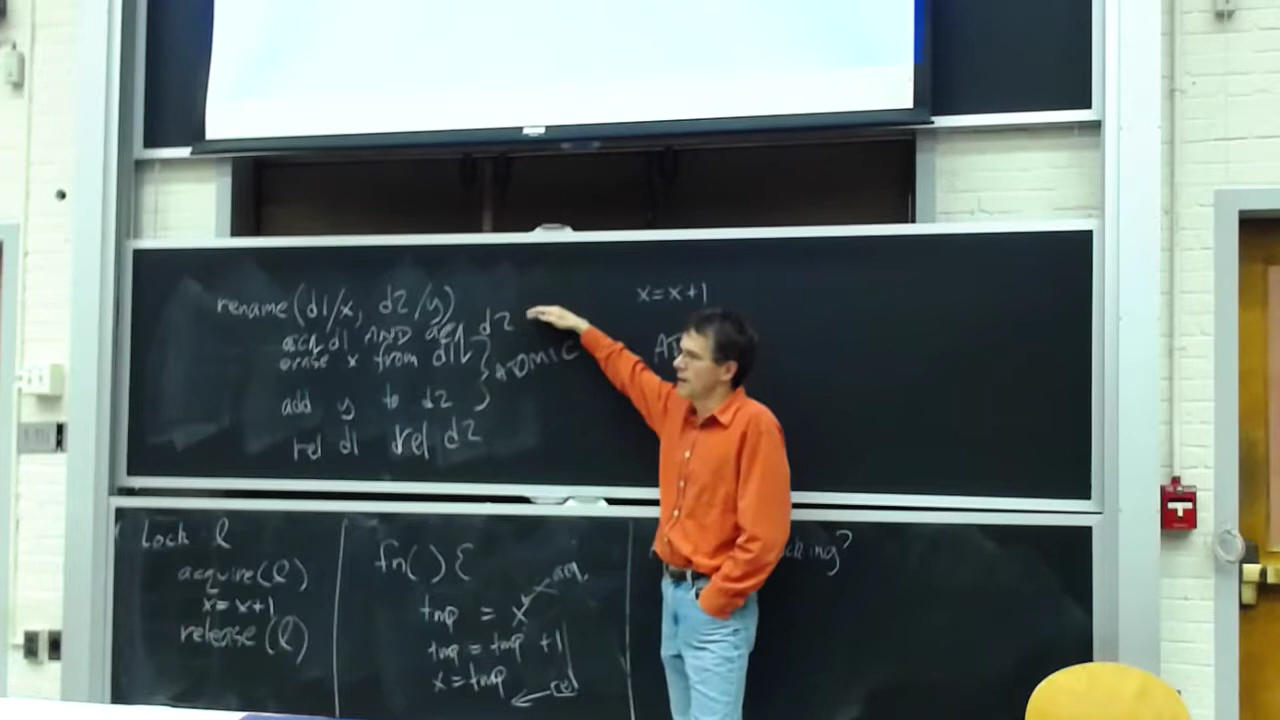 rename(d1/x, d2/y)
acq d1 AND acq d2
erase x from d1
ATOMIC
add y to d2
rel d1 rel d2
x=x+1
Lock l
acquire(l)
x=x+1
release(l)
fn(){
acq.
tmp = x
tmp = tmp +1
x=tmp
rel